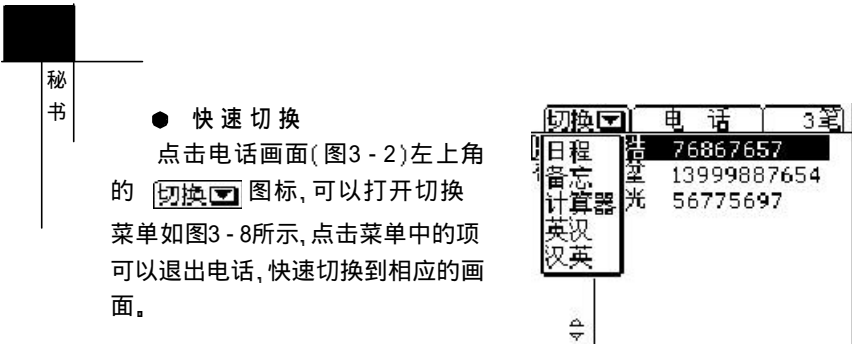 秘
书
● 快速切换
点击电话画面(图3-2)左上角
的 切换 图标,可以打开切换
菜单如图3-8所示,点击菜单中的项
可以退出电话,快速切换到相应的画
面。
切换 电 话 3笔
日程 浩 76867657
备忘 13999887654
计算器 光 56775697
英汉
汉英